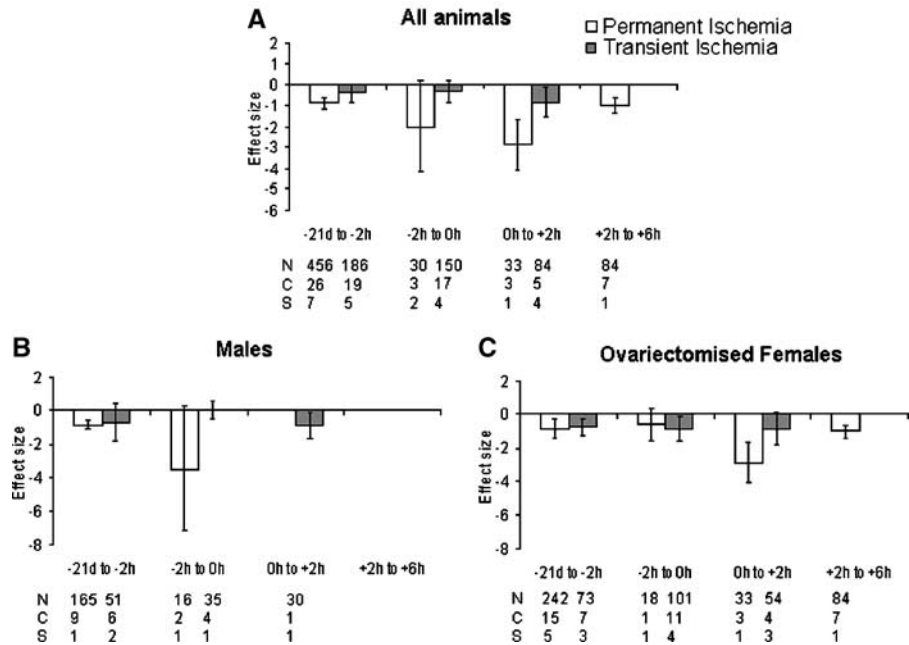 A
All animals
Permanent Ischemia
Transient Ischemia
Effect size
2
1
0
-1
-2
-3
-4
-5
-6
-21d to -2h -2h to 0h 0h to +2h +2h to +6h
N 456 186 30 150 33 84 84
C 26 19 3 17 3 5 7
S 7 5 2 4 1 4 1
B
Males
Effect size
2
0
-2
-4
-6
-8
-21d to -2h -2h to 0h 0h to +2h +2h to +6h
N 165 51 16 35 30
C 9 6 2 4 1
S 1 2 1 1 1
C
Ovariectomised Females
Effect size
2
0
-2
-4
-6
-8
-21d to -2h -2h to 0h 0h to +2h +2h to +6h
N 242 73 18 101 33 54 84
C 15 7 1 11 3 4 7
S 5 3 1 4 1 3 1